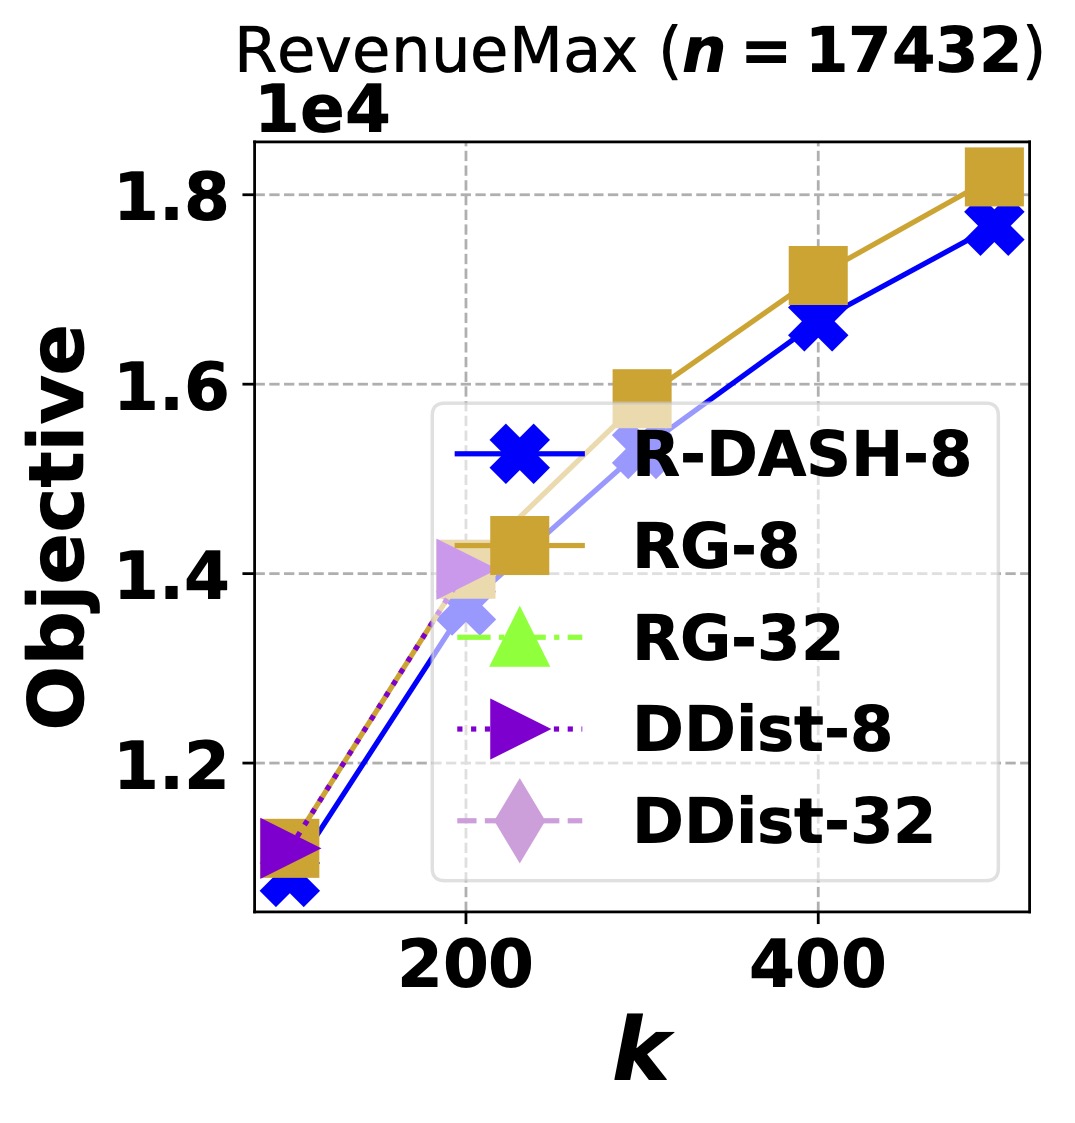 RevenueMax (n = 17432)
1e4
1.8
1.6
1.4
1.2
Objective
R-DASH-8
RG-8
RG-32
DDist-8
DDist-32
200
400
k